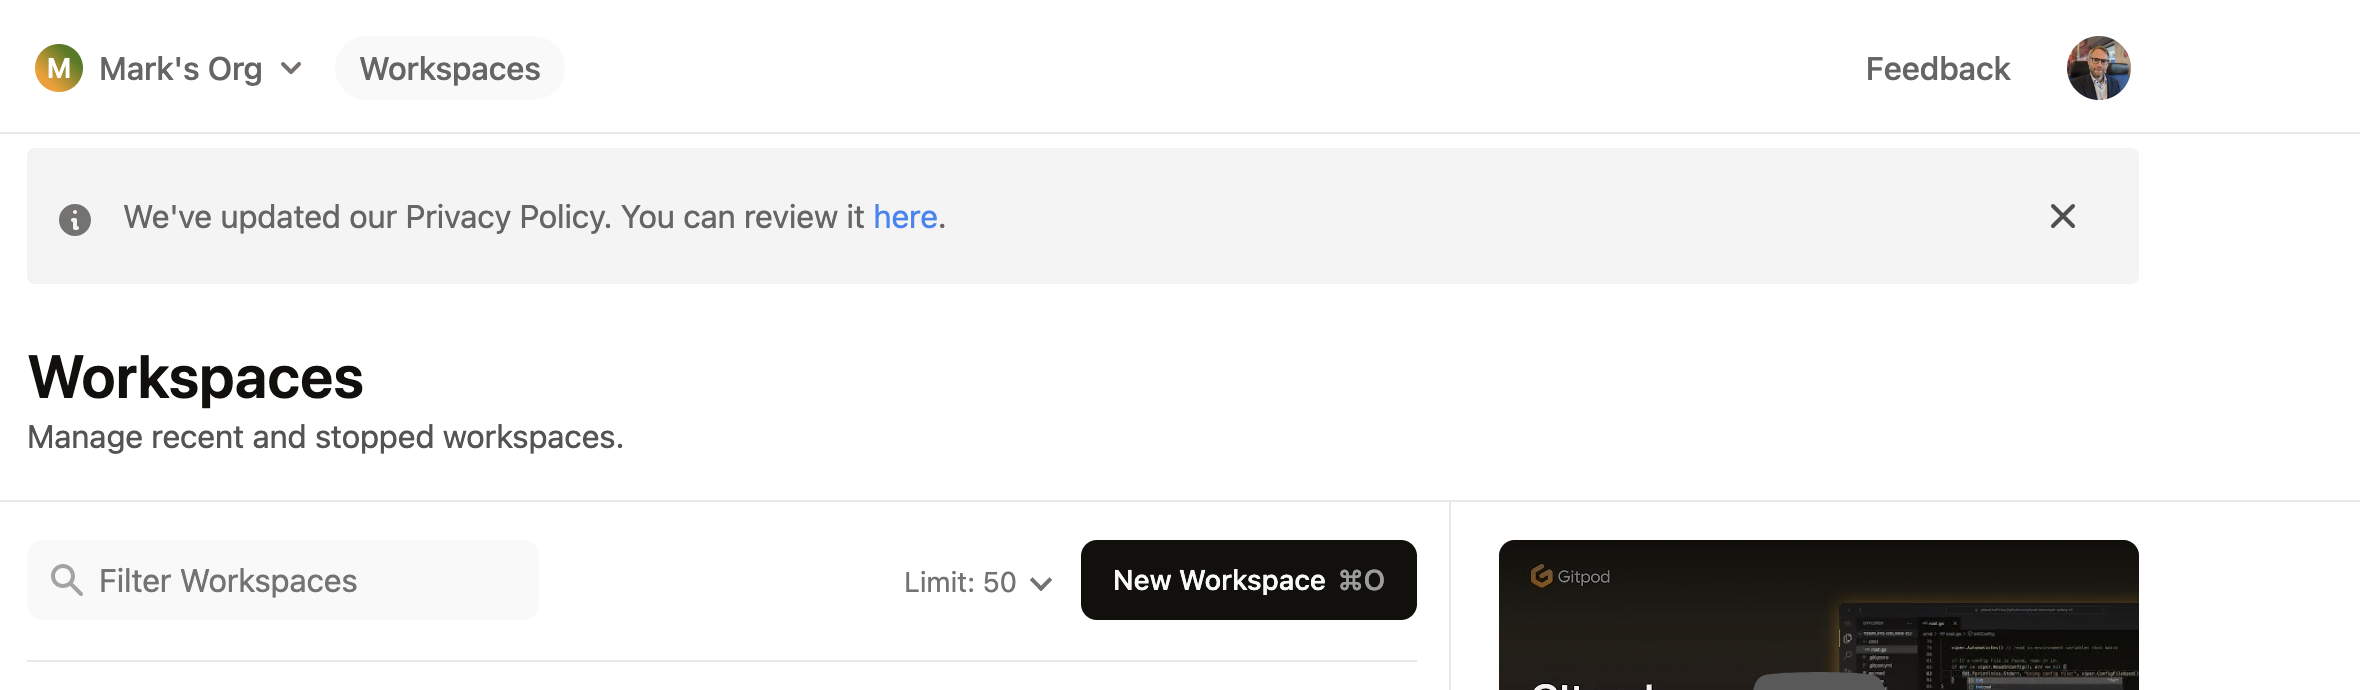 M Mark's Org Workspaces Feedback
We've updated our Privacy Policy. You can review it here.
Workspaces
Manage recent and stopped workspaces.
Filter Workspaces Limit: 50 New Workspace ⌘O
Gitpod